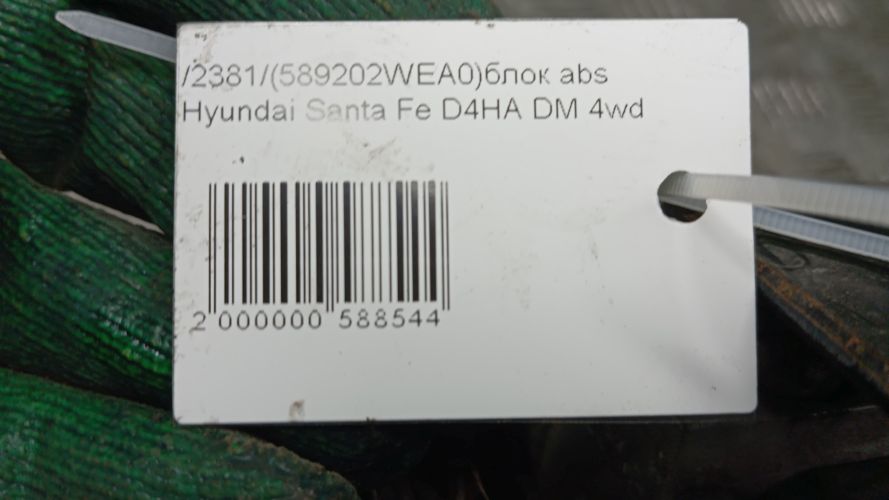 /2381/(589202WEA0)блок abs
Hyundai Santa Fe D4HA DM 4wd
2 000000 588544